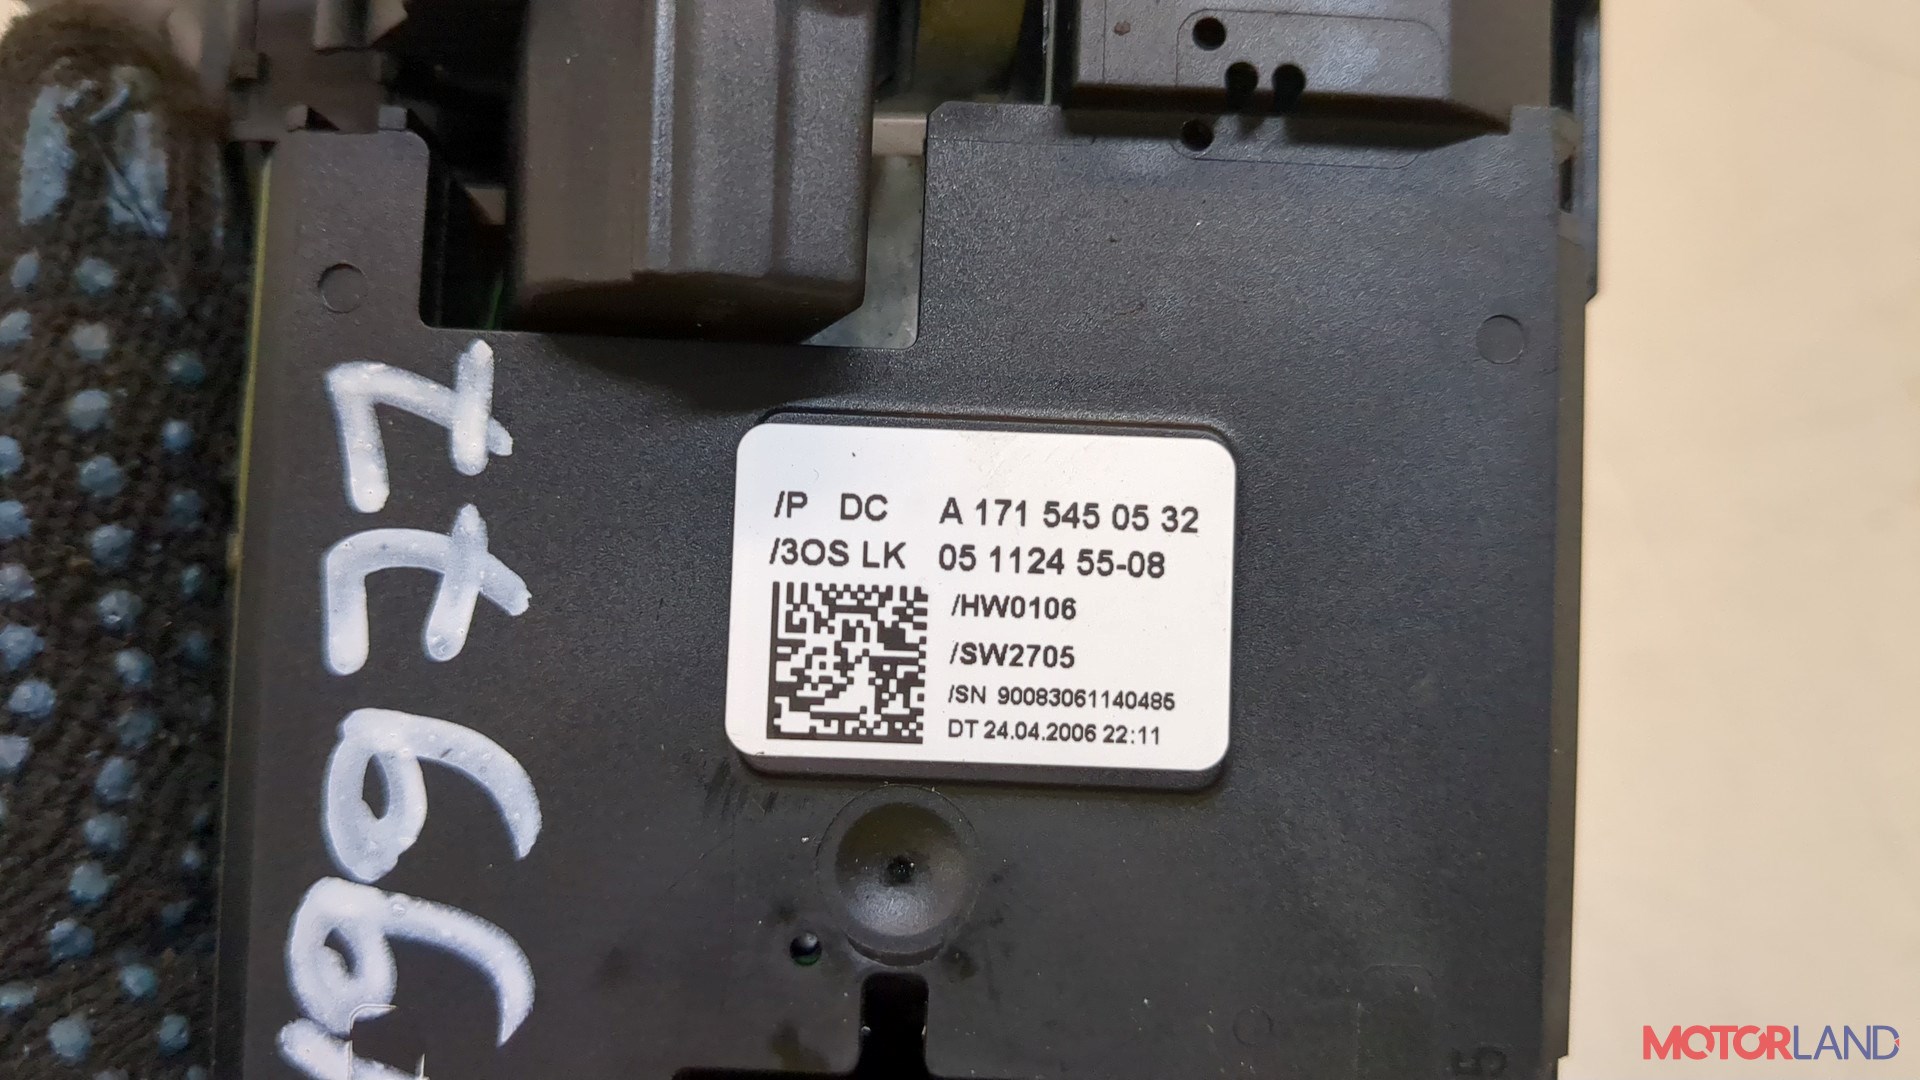 /P DC A 171 545 05 32
/3OS LK 05 1124 55-08
/HW0106
/SW2705
/SN 90083061140485
DT 24.04.2006 22:11
MOTORLAND